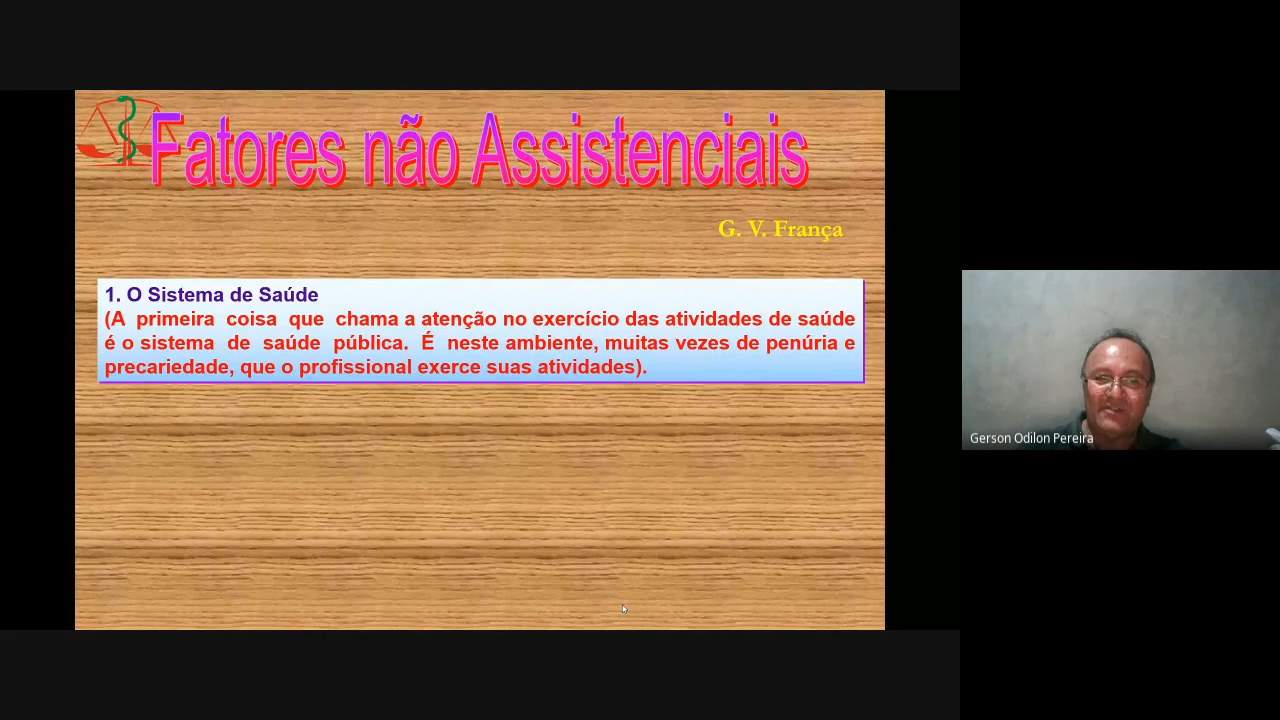 Fatores não Assistenciais
G. V. França
1. O Sistema de Saúde
(A primeira coisa que chama a atenção no exercício das atividades de saúde
é o sistema de saúde pública. É neste ambiente, muitas vezes de penúria e
precariedade, que o profissional exerce suas atividades).
Gerson Odilon Pereira